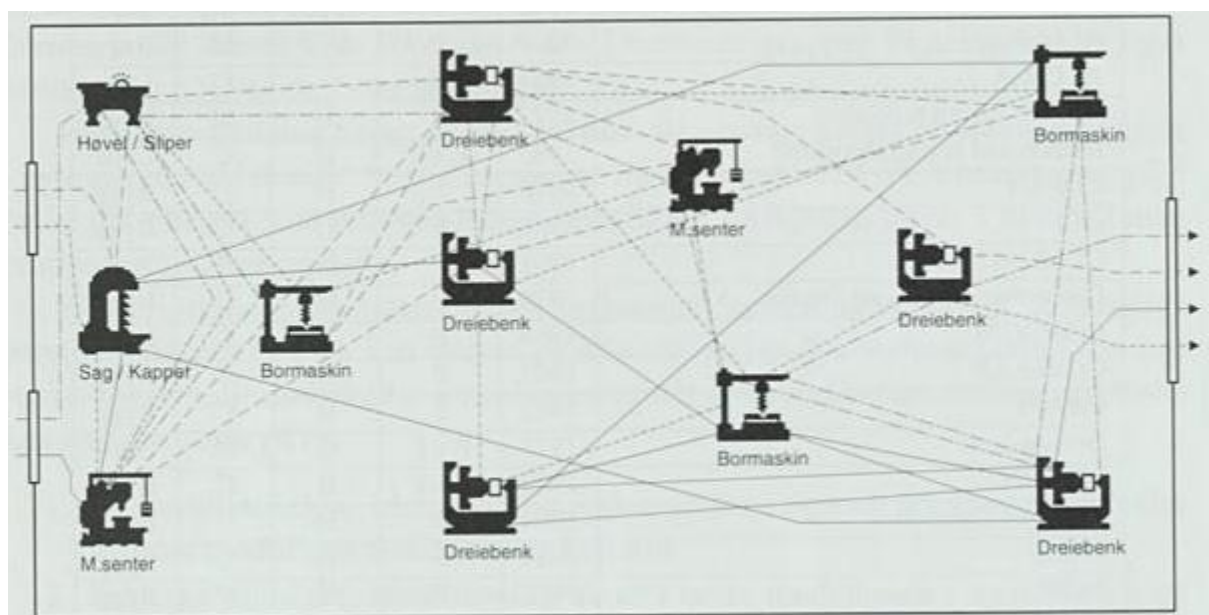 Høvel / Sliper
Dreiebenk
Bormaskin
M.senter
Dreiebenk
Dreiebenk
Sag / Kapper
Bormaskin
Bormaskin
M.senter
Dreiebenk
Dreiebenk